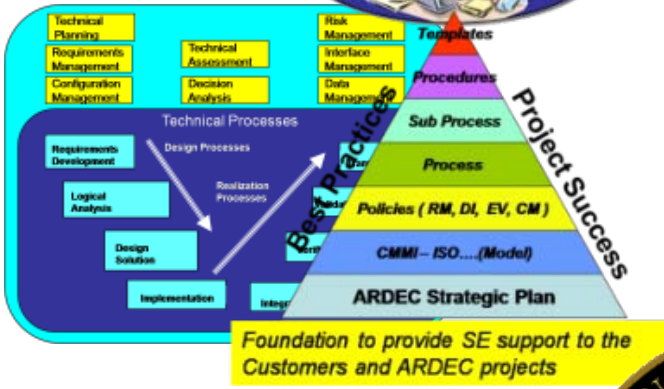 Technical
Planning
Requirements
Management
Configuration
Management
Technical
Assessment
Decision
Analysis
Risk
Management
Interface
Management
Data
Management
Technical Processes
Requirements
Development
Design Processes
Logical
Analysis
Realization
Processes
Design
Solution
Implementation
Best Practices
Project Success
Templates
Procedures
Sub Process
Process
Policies ( RM, DI, EV, CM )
CMMI – ISO....(Model)
ARDEC Strategic Plan
Foundation to provide SE support to the
Customers and ARDEC projects